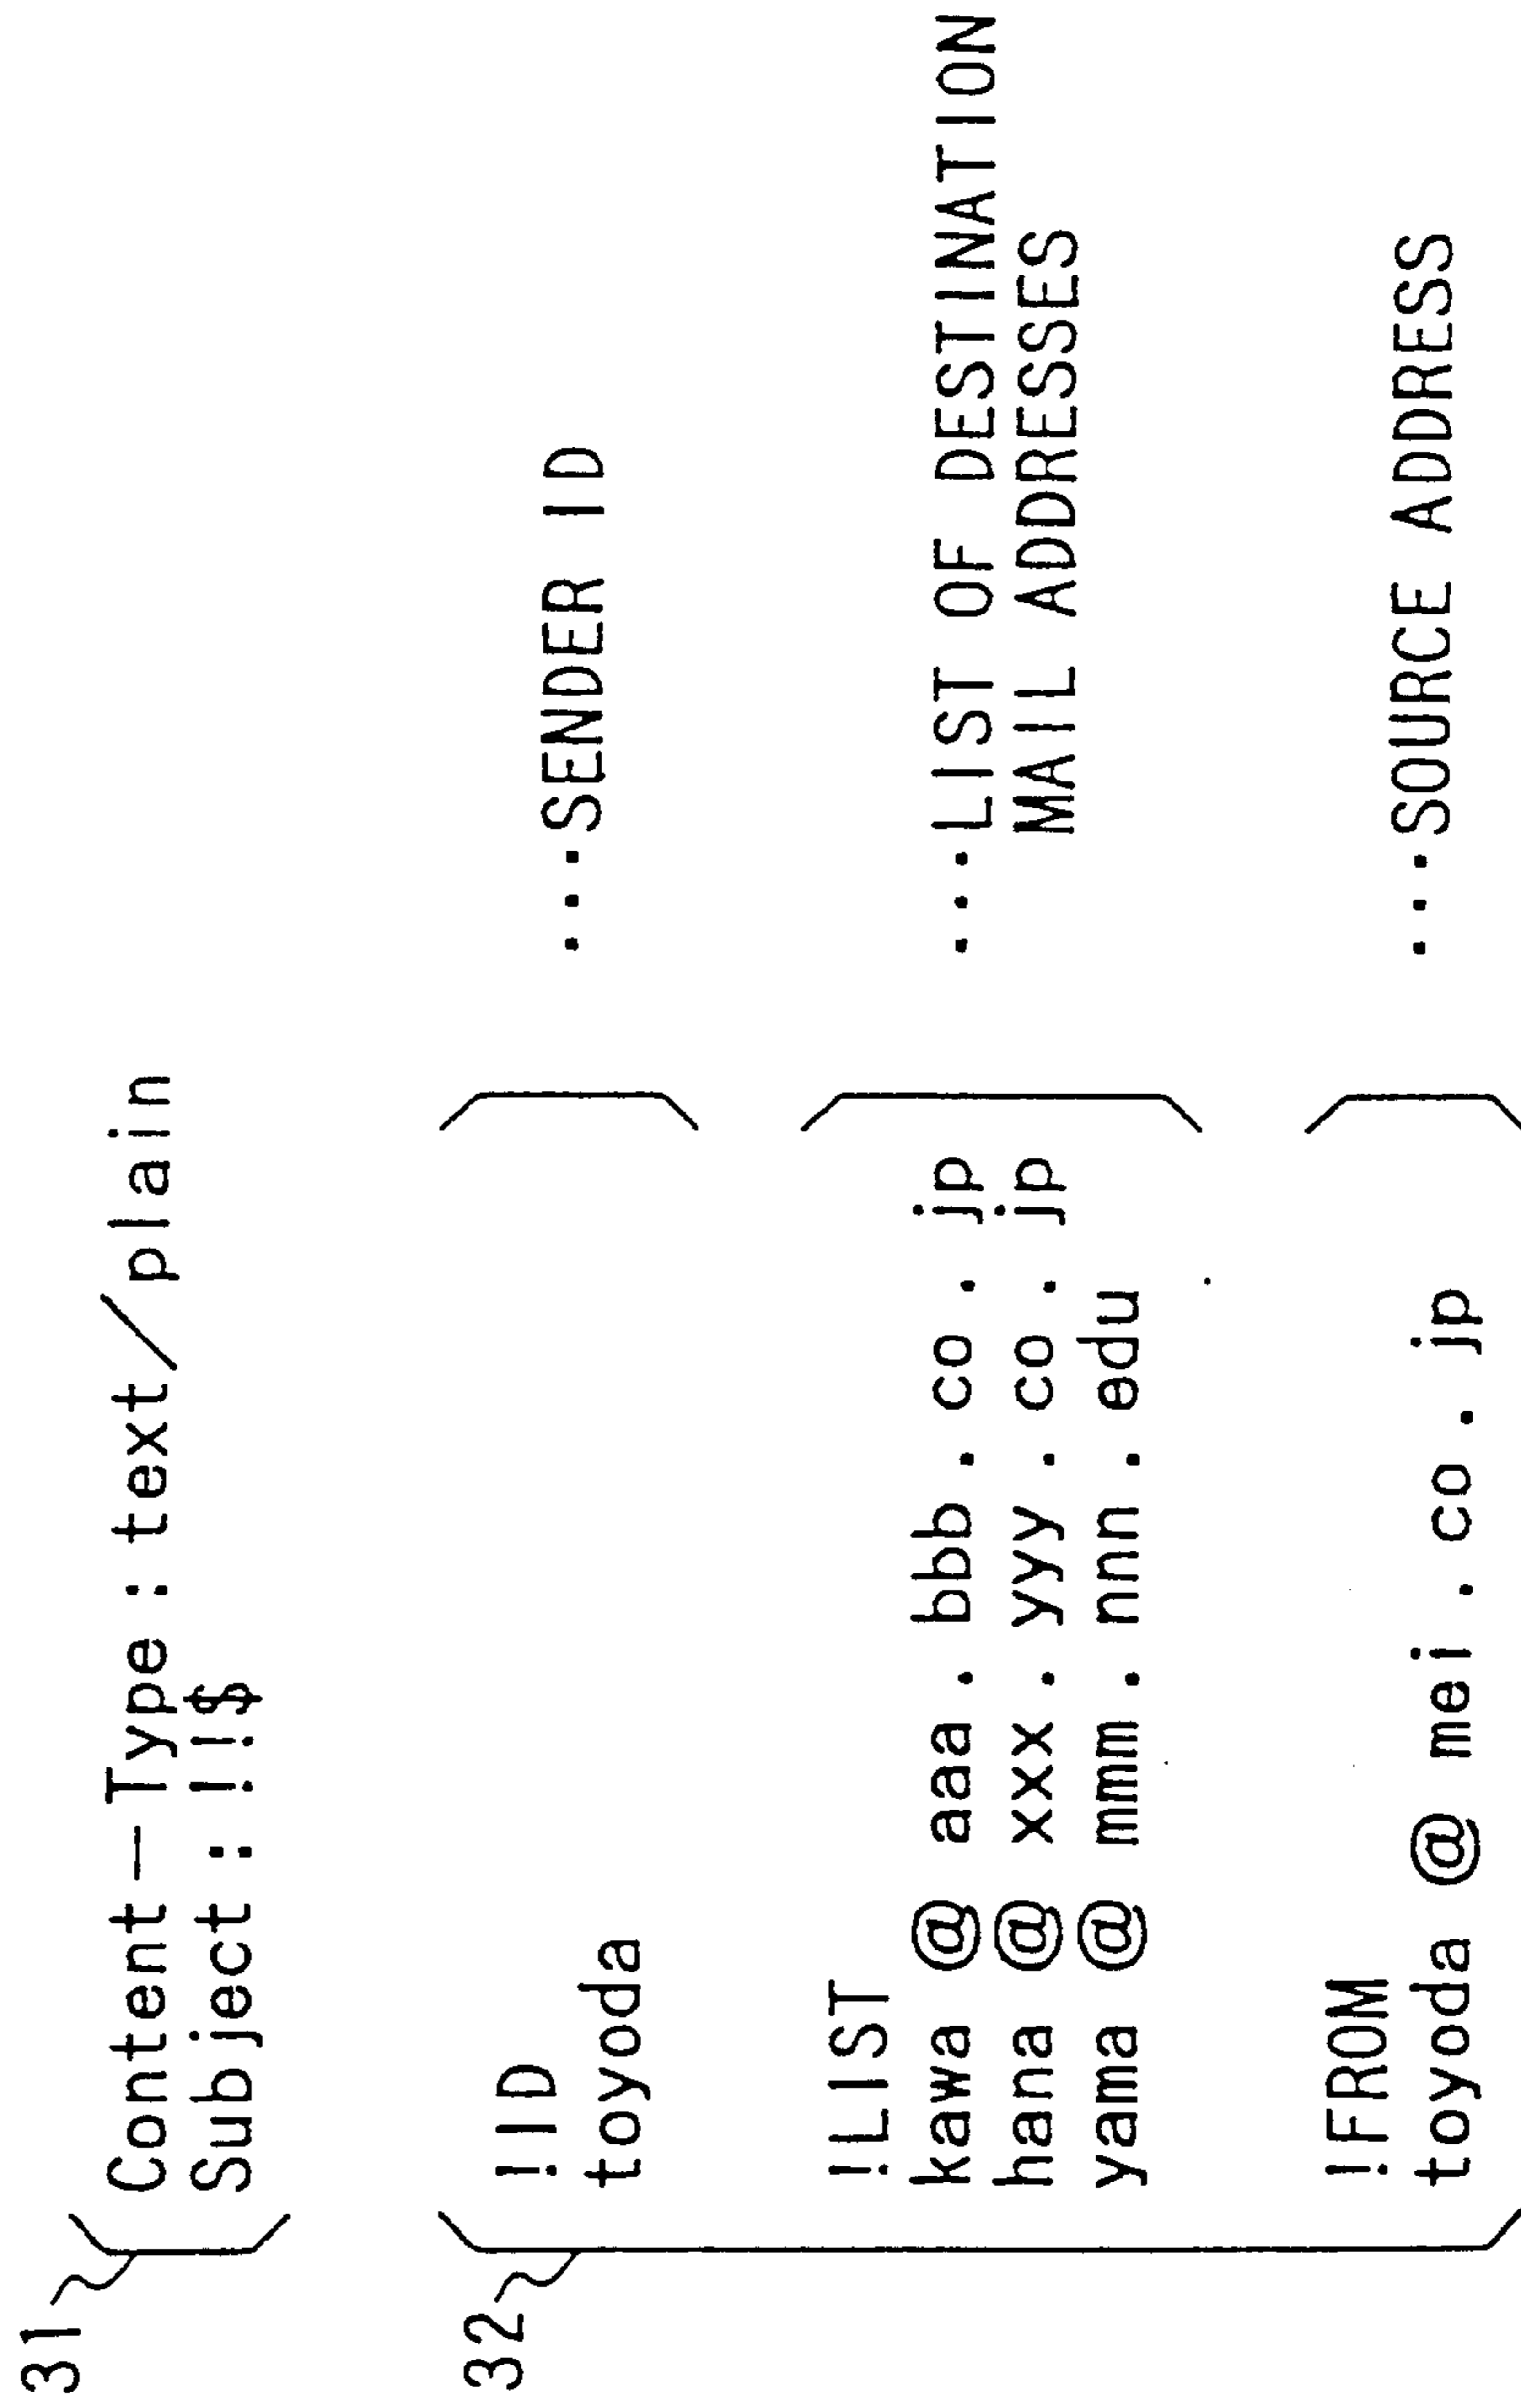 31
Content—Type : text/plain
Subject : !!$
32
!ID
toyoda
...SENDER ID
!LIST
kawa @ aaa . bbb . co . jp
hana @ xxx . yyy . co . jp
yama @ mmm . nnn . edu
...LIST OF DESTINATION
MAIL ADDRESSES
!FROM
toyoda @ mei . co . jp
...SOURCE ADDRESS